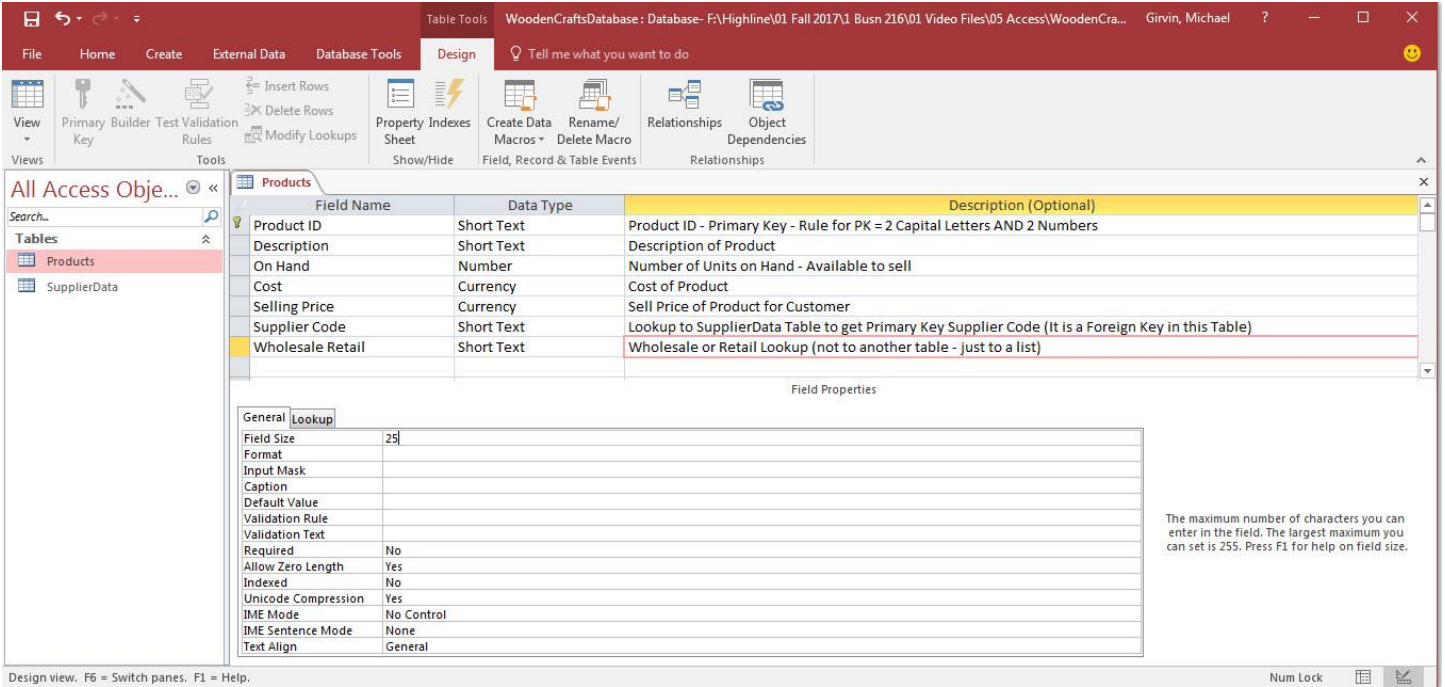 Table Tools WoodenCraftsDatabase : Database- F:\Highline\01 Fall 2017\1 Busn 216\01 Video Files\05 Access\WoodenCra... Girvin, Michael ?
File Home Create External Data Database Tools Design Tell me what you want to do
View Primary Key Builder Test Validation Rules Insert Rows Delete Rows Modify Lookups Property Sheet Indexes Create Data Macros Rename/ Delete Macro Relationships Object Dependencies
Views Tools Show/Hide Field, Record & Table Events Relationships
All Access Obje... «
Search...
Tables
Products
SupplierData
Products
Field Name Data Type Description (Optional)
Product ID Short Text Product ID - Primary Key - Rule for PK = 2 Capital Letters AND 2 Numbers
Description Short Text Description of Product
On Hand Number Number of Units on Hand - Available to sell
Cost Currency Cost of Product
Selling Price Currency Sell Price of Product for Customer
Supplier Code Short Text Lookup to SupplierData Table to get Primary Key Supplier Code (It is a Foreign Key in this Table)
Wholesale Retail Short Text Wholesale or Retail Lookup (not to another table - just to a list)
Field Properties
General Lookup
Field Size 25
Format
Input Mask
Caption
Default Value
Validation Rule
Validation Text
Required No
Allow Zero Length Yes
Indexed No
Unicode Compression Yes
IME Mode No Control
IME Sentence Mode None
Text Align General
The maximum number of characters you can
enter in the field. The largest maximum you
can set is 255. Press F1 for help on field size.
Design view. F6 = Switch panes. F1 = Help. Num Lock